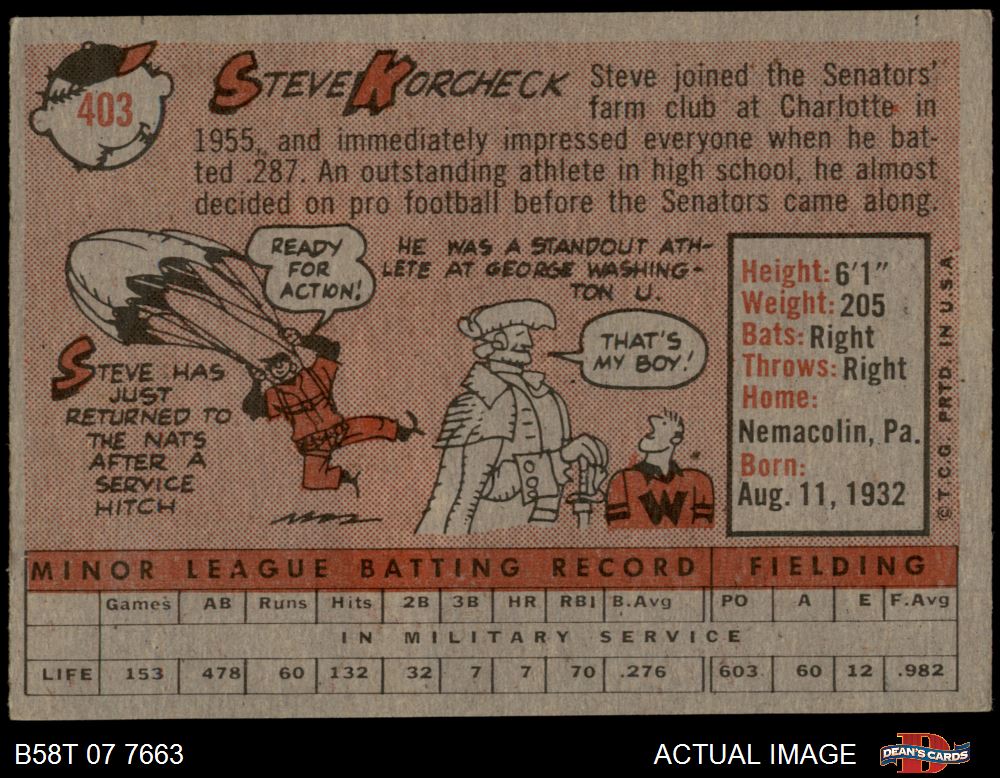 403
STEVE KORCHECK
Steve joined the Senators'
farm club at Charlotte in
1955, and immediately impressed everyone when he bat-
ted .287. An outstanding athlete in high school, he almost
decided on pro football before the Senators came along.
READY
FOR
ACTION!
STEVE HAS
JUST
RETURNED TO
THE NATS
AFTER A
SERVICE
HITCH
HE WAS A STANDOUT ATH-
LETE AT GEORGE WASHING-
TON U.
THAT'S
MY BOY!
W
Height: 6'1"
Weight: 205
Bats: Right
Throws: Right
Home:
Nemacolin, Pa.
Born:
Aug. 11, 1932
© T.C.G. PRTD. IN U.S.A.
MINOR LEAGUE BATTING RECORD FIELDING
Games AB Runs Hits 2B 3B HR RBI B.Avg PO A E F.Avg
IN MILITARY SERVICE
LIFE 153 478 60 132 32 7 7 70 .276 603 60 12 .982
B58T 07 7663 ACTUAL IMAGE DEAN'S CARDS